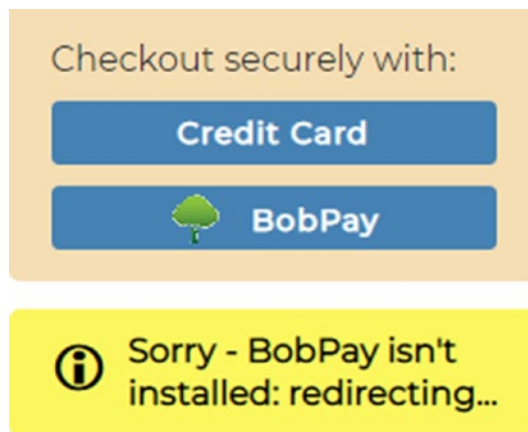 Checkout securely with:
Credit Card
BobPay
Sorry - BobPay isn't
installed: redirecting...